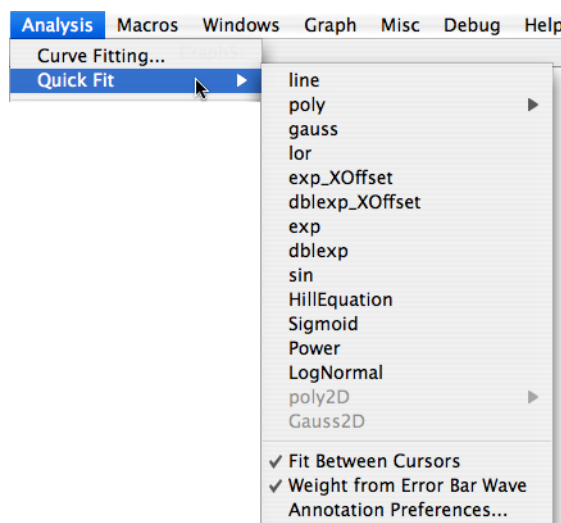 Analysis Macros Windows Graph Misc Debug Help
Curve Fitting...
Quick Fit
line
poly
gauss
lor
exp_XOffset
dblexp_XOffset
exp
dblexp
sin
HillEquation
Sigmoid
Power
LogNormal
poly2D
Gauss2D
Fit Between Cursors
Weight from Error Bar Wave
Annotation Preferences...